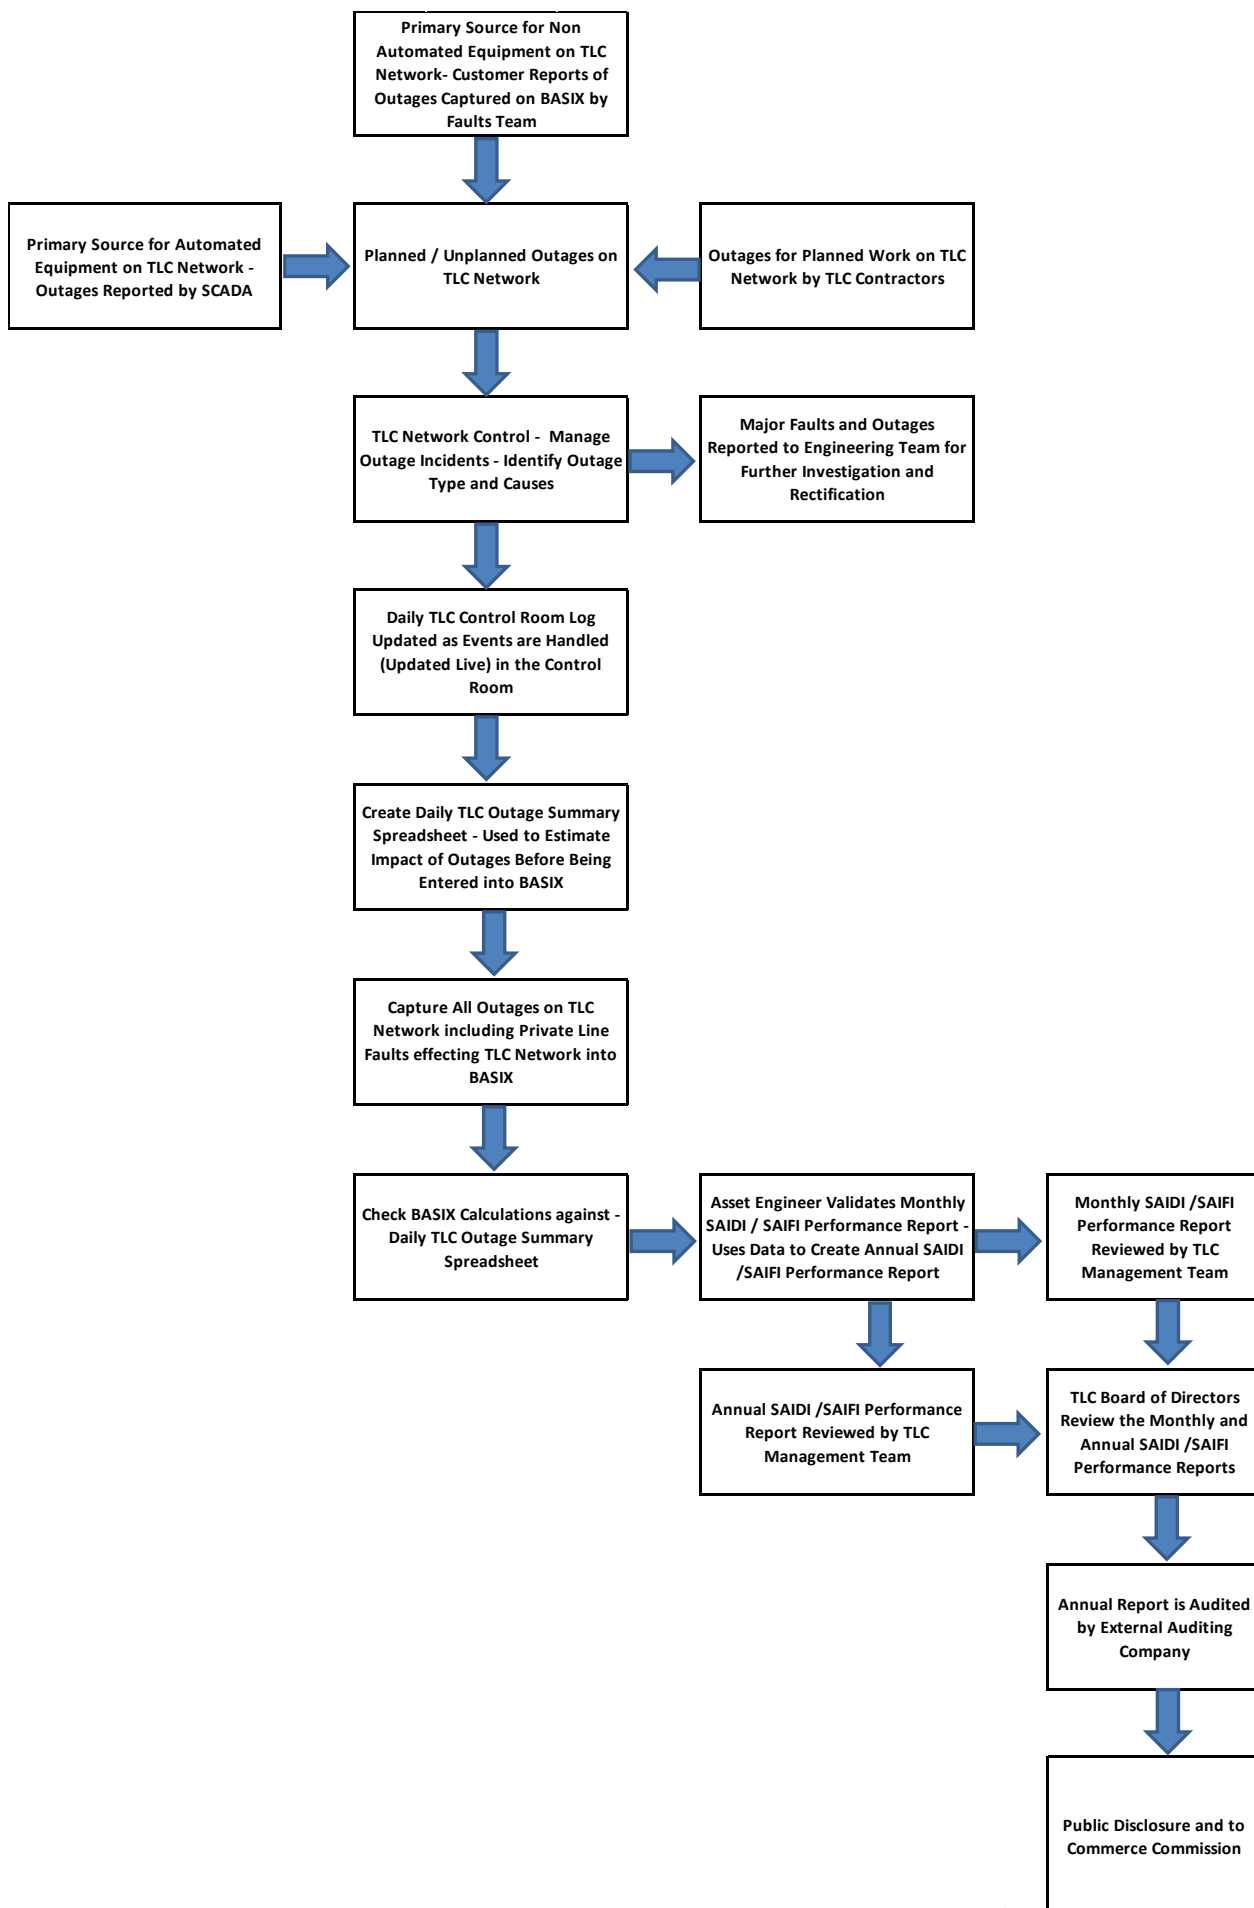 Primary Source for Non
Automated Equipment on TLC
Network- Customer Reports of
Outages Captured on BASIX by
Faults Team
Primary Source for Automated
Equipment on TLC Network -
Outages Reported by SCADA
Planned / Unplanned Outages on
TLC Network
Outages for Planned Work on TLC
Network by TLC Contractors
TLC Network Control -  Manage
Outage Incidents - Identify Outage
Type and Causes
Major Faults and Outages
Reported to Engineering Team for
Further Investigation and
Rectification
Daily TLC Control Room Log
Updated as Events are Handled
(Updated Live) in the Control
Room
Create Daily TLC Outage Summary
Spreadsheet - Used to Estimate
Impact of Outages Before Being
Entered into BASIX
Capture All Outages on TLC
Network including Private Line
Faults effecting TLC Network into
BASIX
Check BASIX Calculations against -
Daily TLC Outage Summary
Spreadsheet
Asset Engineer Validates Monthly
SAIDI / SAIFI Performance Report -
Uses Data to Create Annual SAIDI
/SAIFI Performance Report
Monthly SAIDI /SAIFI
Performance Report
Reviewed by TLC
Management Team
Annual SAIDI /SAIFI Performance
Report Reviewed by TLC
Management Team
TLC Board of Directors
Review the Monthly and
Annual SAIDI /SAIFI
Performance Reports
Annual Report is Audited
by External Auditing
Company
Public Disclosure and to
Commerce Commission